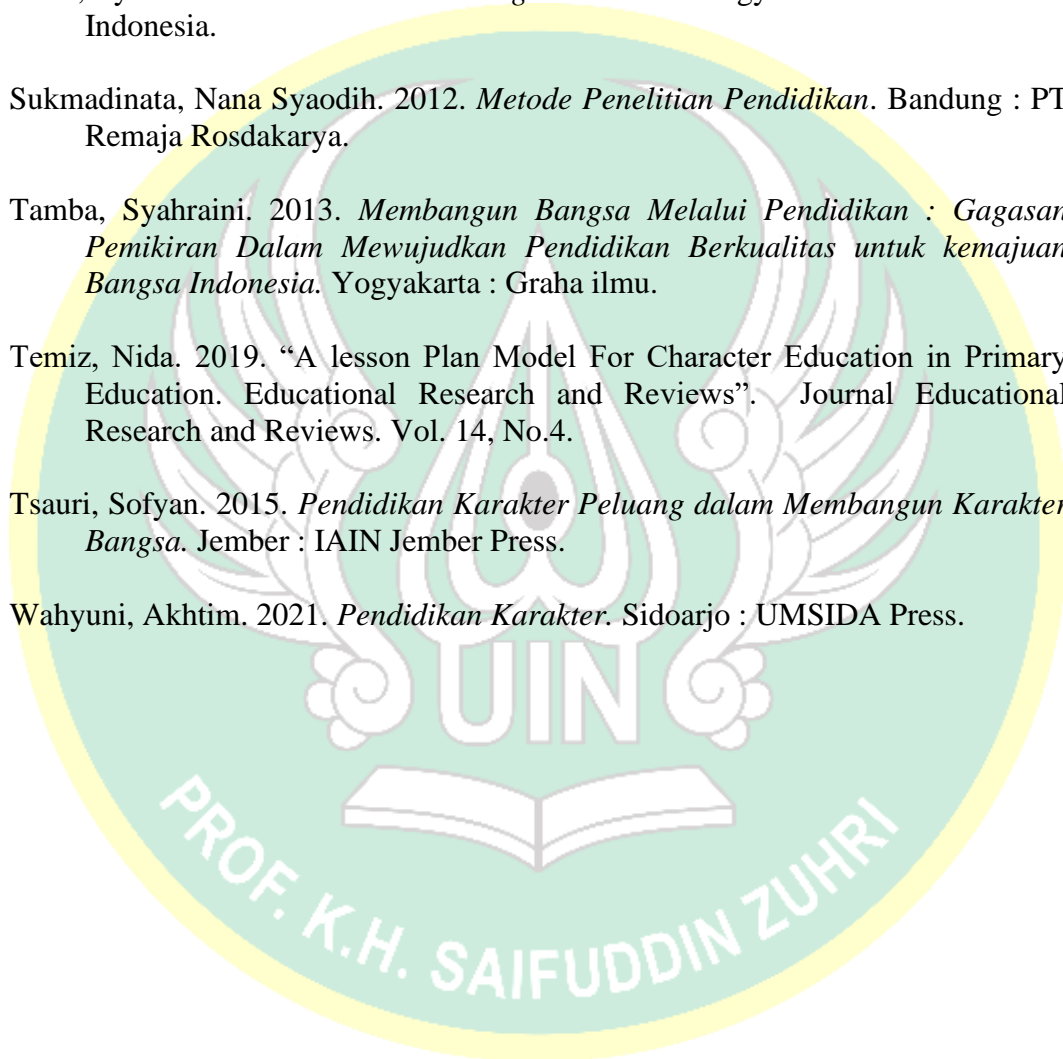 Indonesia.
Sukmadinata, Nana Syaodih. 2012. Metode Penelitian Pendidikan. Bandung : PT
Remaja Rosdakarya.
Tamba, Syahraini. 2013. Membangun Bangsa Melalui Pendidikan : Gagasan
Pemikiran Dalam Mewujudkan Pendidikan Berkualitas untuk kemajuan
Bangsa Indonesia. Yogyakarta : Graha ilmu.
Temiz, Nida. 2019. “A lesson Plan Model For Character Education in Primary
Education. Educational Research and Reviews”. Journal Educational
Research and Reviews. Vol. 14, No.4.
Tsauri, Sofyan. 2015. Pendidikan Karakter Peluang dalam Membangun Karakter
Bangsa. Jember : IAIN Jember Press.
Wahyuni, Akhtim. 2021. Pendidikan Karakter. Sidoarjo : UMSIDA Press.
UIN
PROF. K.H. SAIFUDDIN ZUHRI